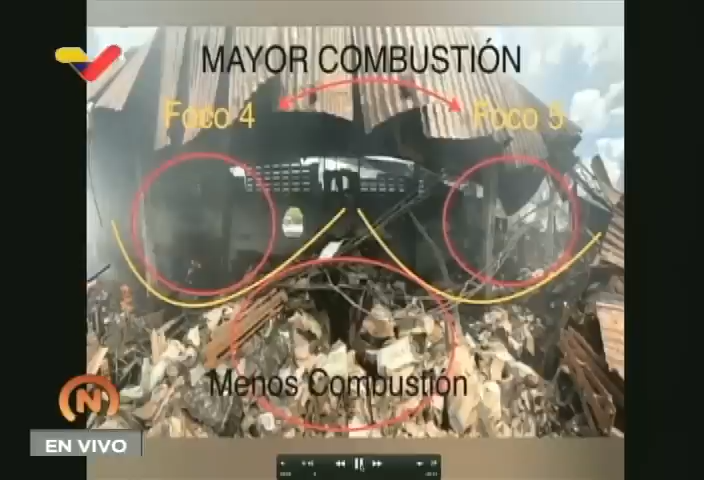 MAYOR COMBUSTIÓN
Foco 4
Foco 5
Menos Combustión
N
EN VIVO